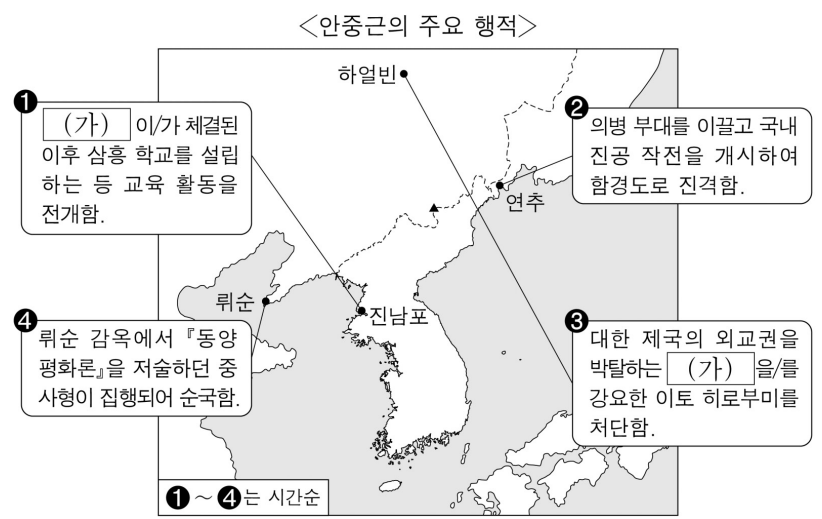 <안중근의 주요 행적>
하얼빈
❶
(가) 이/가 체결된
이후 삼흥 학교를 설립
하는 등 교육 활동을
전개함.
❷
의병 부대를 이끌고 국내
진공 작전을 개시하여
함경도로 진격함.
연추
뤼순
진남포
❸
대한 제국의 외교권을
박탈하는 (가) 을/를
강요한 이토 히로부미를
처단함.
❹
뤼순 감옥에서 『동양
평화론』을 저술하던 중
사형이 집행되어 순국함.
❶～❹는 시간순